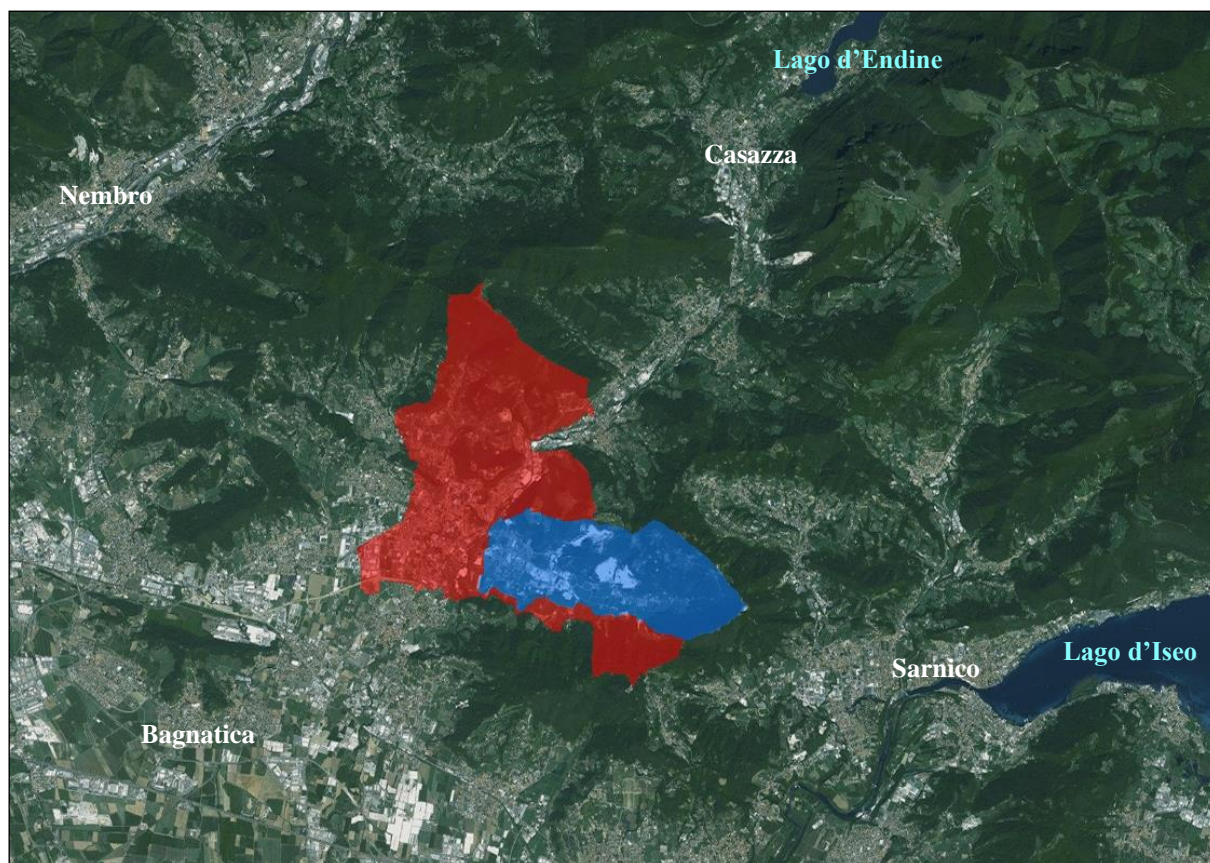 Lago d’Endine
Casazza
Nembro
Lago d’Iseo
Sarnico
Bagnatica